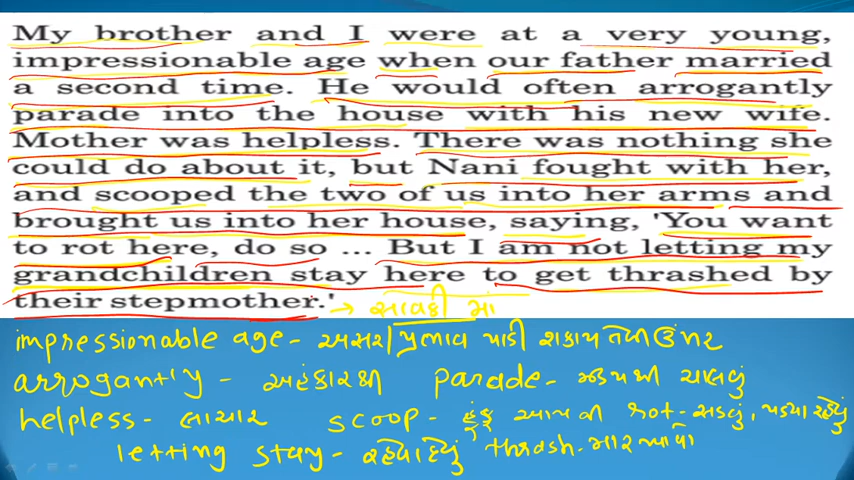 My brother and I were at a very young,
impressionable age when our father married
a second time. He would often arrogantly
parade into the house with his new wife.
Mother was helpless. There was nothing she
could do about it, but Nani fought with her,
and scooped the two of us into her arms and
brought us into her house, saying, 'You want
to rot here, do so ... But I am not letting my
grandchildren stay here to get thrashed by
their stepmother.' → સાવકી માં
impressionable age - અસર/પ્રભાવ પાડી શકાય તેવી ઉંમર
arrogantly - અહંકારથી parade - ઝડપથી ચાલવું
helpless - લાચાર scoop - હૂંફ આપવી rot - સડવું, પડ્યા રહેવું
letting stay - રહેવા દેવું thrash - માર મારવો